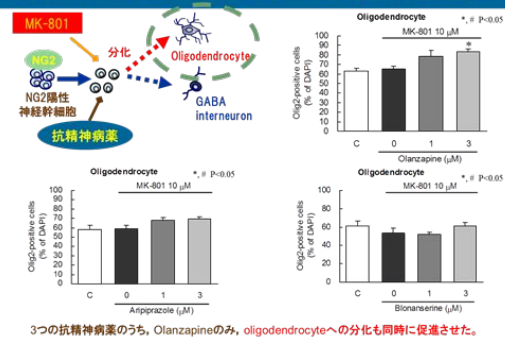 MK-801
NG2
NG2陽性
神経幹細胞
分化
Oligodendrocyte
GABA
interneuron
抗精神病薬
Oligodendrocyte
*, # P<0.05
MK-801 10 μM
*
Olig2-positive cells
(% of DAPI)
100
90
80
70
60
50
40
30
20
10
0
C 0 1 3
Olanzapine (μM)
Oligodendrocyte
*, # P<0.05
MK-801 10 μM
Olig2-positive cells
(% of DAPI)
100
90
80
70
60
50
40
30
20
10
0
C 0 1 3
Aripiprazole (μM)
Oligodendrocyte
*, # P<0.05
MK-801 10 μM
Olig2-positive cells
(% of DAPI)
100
90
80
70
60
50
40
30
20
10
0
C 0 1 3
Blonanserine (μM)
3つの抗精神病薬のうち，Olanzapineのみ，oligodendrocyteへの分化も同時に促進させた。